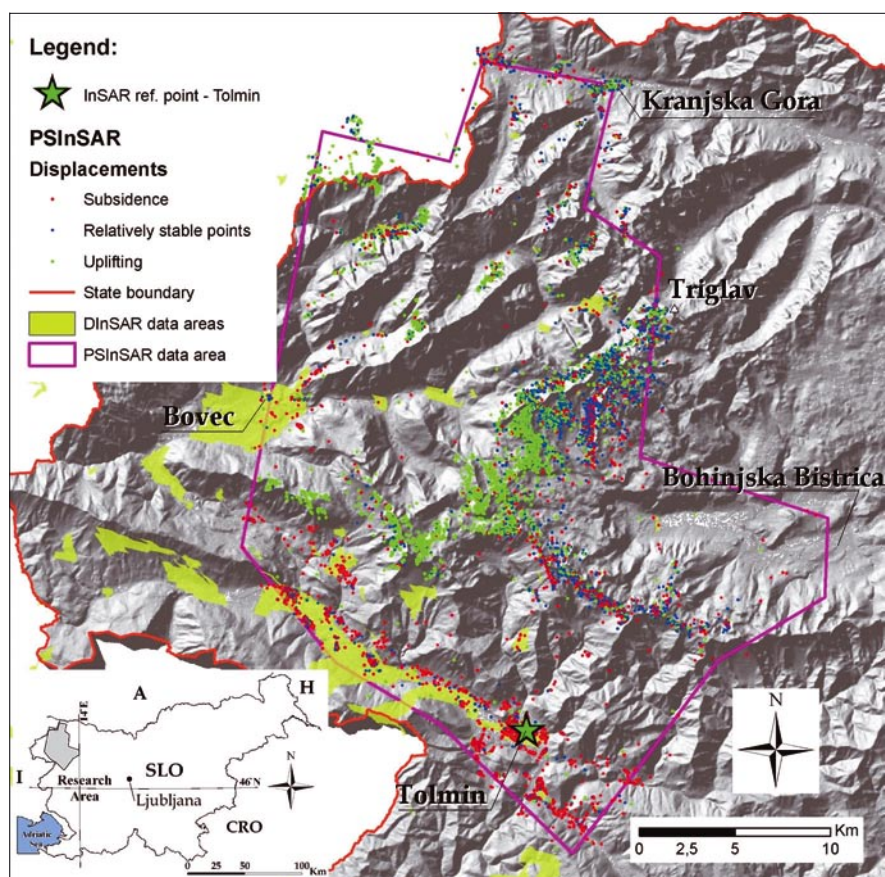 Legend:
InSAR ref. point - Tolmin
PSInSAR
Displacements
Subsidence
Relatively stable points
Uplifting
State boundary
DInSAR data areas
PSInSAR data area
Kranjska Gora
Triglav
Bovec
Bohinjska Bistrica
Tolmin
N
Km
0 2,5 5 10
A
H
14°E
N
I
Research
Area
SLO
46°N
Ljubljana
Adriatic
Sea
CRO
0 25 50 100
Km